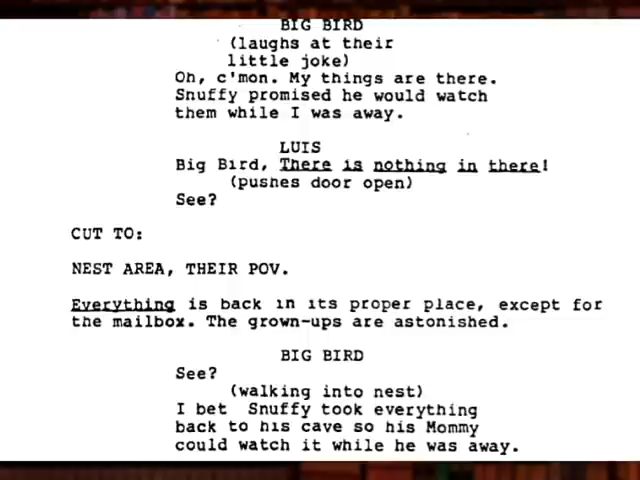 BIG BIRD
(laughs at their
little joke)
Oh, c'mon. My things are there.
Snuffy promised he would watch
them while I was away.
LUIS
Big Bird, There is nothing in there!
(pushes door open)
See?
CUT TO:
NEST AREA, THEIR POV.
Everything is back in its proper place, except for
the mailbox. The grown-ups are astonished.
BIG BIRD
See?
(walking into nest)
I bet Snuffy took everything
back to his cave so his Mommy
could watch it while he was away.